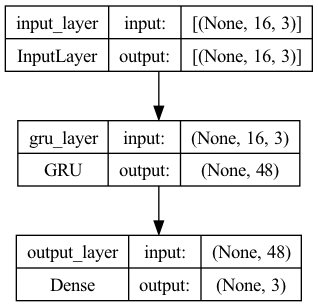 input_layer input: [(None, 16, 3)]
InputLayer output: [(None, 16, 3)]
gru_layer input: (None, 16, 3)
GRU output: (None, 48)
output_layer input: (None, 48)
Dense output: (None, 3)